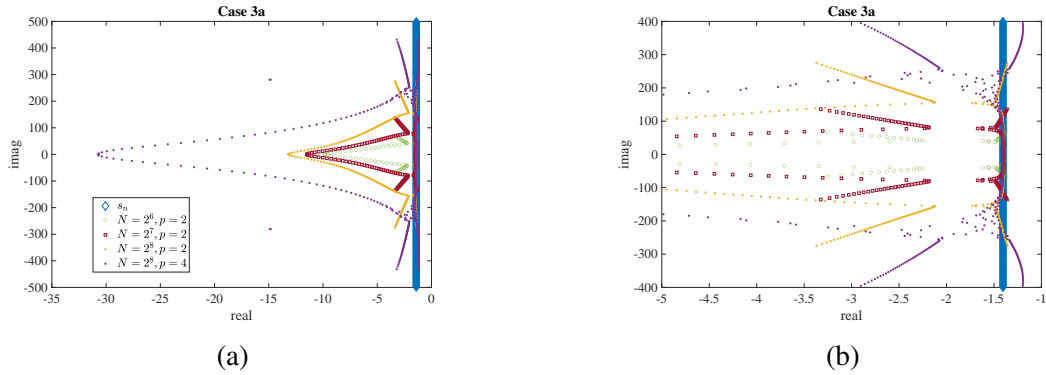 Case 3a
500
400
300
200
100
0
-100
-200
-300
-400
-500
imag
-35
-30
-25
-20
-15
-10
-5
0
real
s_n
N = 2^6, p = 2
N = 2^7, p = 2
N = 2^8, p = 2
N = 2^8, p = 4
(a)
Case 3a
400
300
200
100
0
-100
-200
-300
-400
imag
-5
-4.5
-4
-3.5
-3
-2.5
-2
-1.5
-1
real
(b)